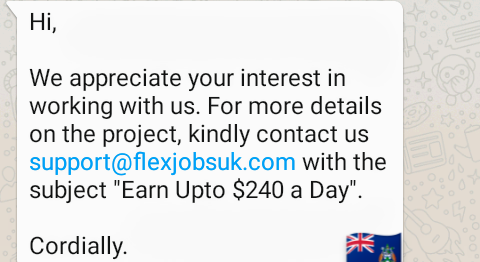 Hi,
We appreciate your interest in
working with us. For more details
on the project, kindly contact us
support@flexjobsuk.com with the
subject "Earn Upto $240 a Day".
Cordially.